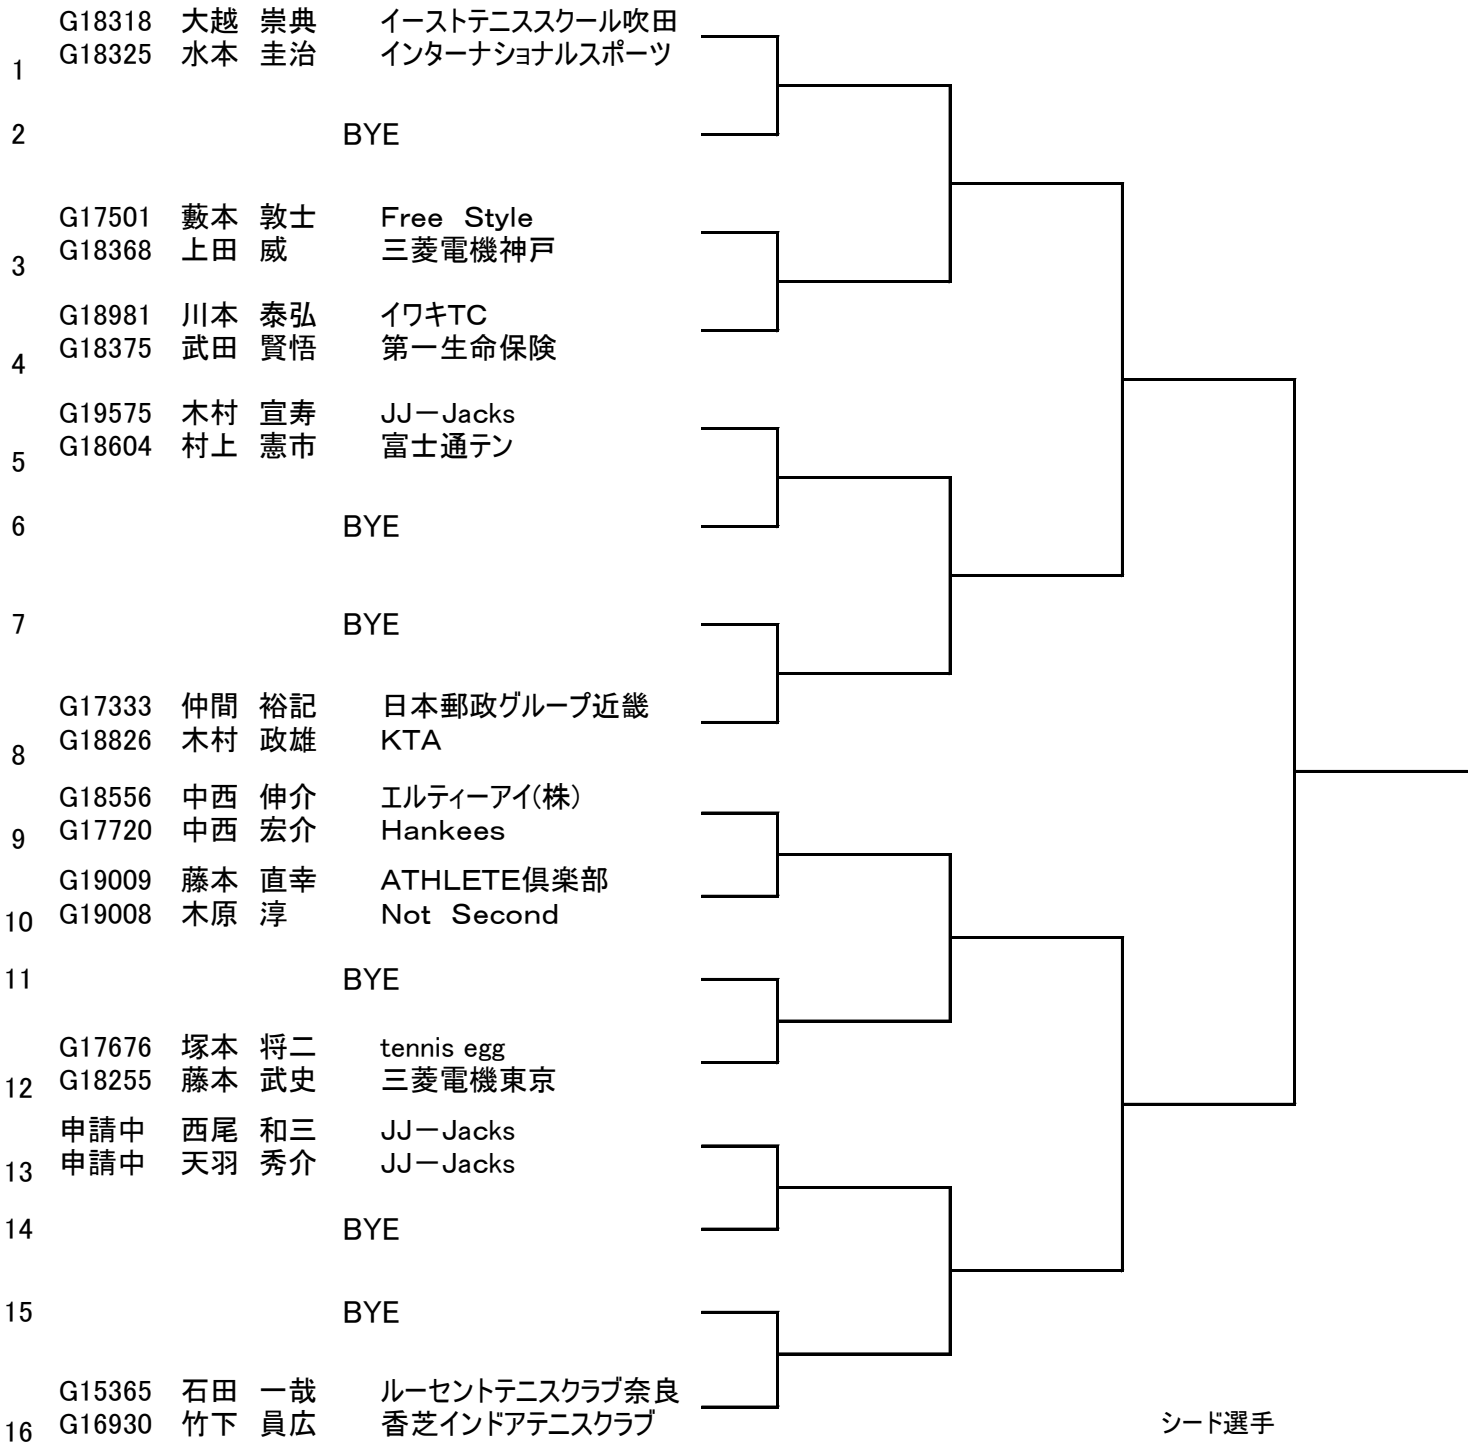 G18318 大越 崇典 イーストテニススクール吹田
G18325 水本 圭治 インターナショナルスポーツ
1
2 BYE
G17501 藪本 敦士 Free Style
G18368 上田 威 三菱電機神戸
3
G18981 川本 泰弘 イワキTC
G18375 武田 賢悟 第一生命保険
4
G19575 木村 宣寿 JJーJacks
G18604 村上 憲市 富士通テン
5
6 BYE
7 BYE
G17333 仲間 裕記 日本郵政グループ近畿
G18826 木村 政雄 KTA
8
G18556 中西 伸介 エルティーアイ(株)
G17720 中西 宏介 Hankees
9
G19009 藤本 直幸 ATHLETE倶楽部
G19008 木原 淳 Not Second
10
11 BYE
G17676 塚本 将二 tennis egg
G18255 藤本 武史 三菱電機東京
12
申請中 西尾 和三 JJーJacks
申請中 天羽 秀介 JJーJacks
13
14 BYE
15 BYE
G15365 石田 一哉 ルーセントテニスクラブ奈良
G16930 竹下 員広 香芝インドアテニスクラブ
16
シード選手